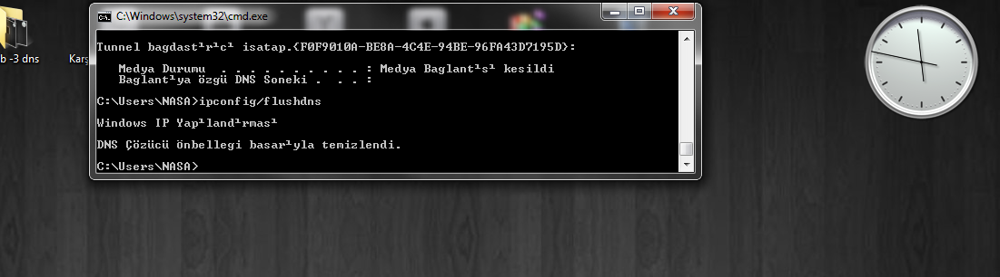 C:\Windows\system32\cmd.exe
Tunnel bagdast¹r¹c¹ isatap.{F0F9010A-BE8A-4C4E-94BE-96FA43D7195D}:
Medya Durumu . . . . . . . . . . : Medya Baglant¹s¹ kesildi
Baglant¹ya özgü DNS Soneki . . . :
C:\Users\NASA>ipconfig/flushdns
Windows IP Yap¹land¹rmas¹
DNS Çözücü önbellegi basar¹yla temizlendi.
C:\Users\NASA>
b -3 dns
Karş